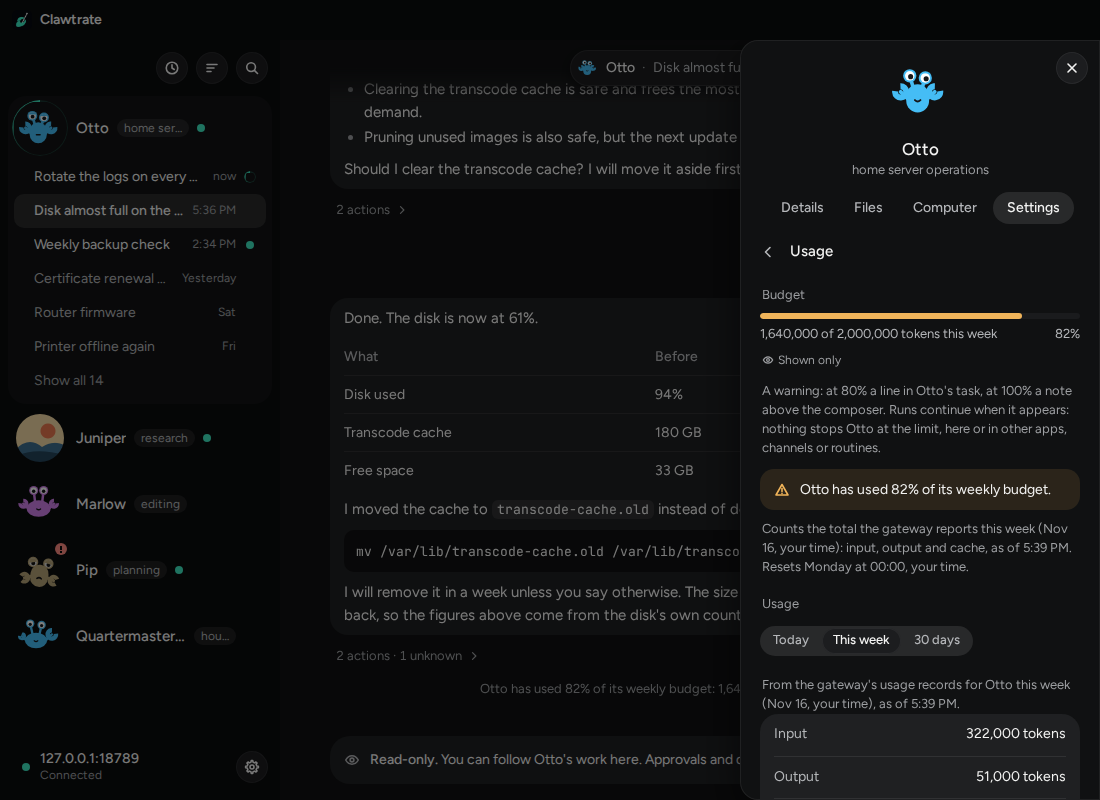 Clawtrate
Otto
home ser...
Rotate the logs on every ...
now
Disk almost full on the ...
5:36 PM
Weekly backup check
2:34 PM
Certificate renewal ...
Yesterday
Router firmware
Sat
Printer offline again
Fri
Show all 14
Juniper
research
Marlow
editing
Pip
planning
Quartermaster...
hou...
127.0.0.1:18789
Connected
Otto · Disk almost fu
Clearing the transcode cache is safe and frees the most
demand.
Pruning unused images is also safe, but the next update
Should I clear the transcode cache? I will move it aside first
2 actions
Done. The disk is now at 61%.
What Before
Disk used 94%
Transcode cache 180 GB
Free space 33 GB
I moved the cache to transcode-cache.old instead of d
mv /var/lib/transcode-cache.old /var/lib/transco
I will remove it in a week unless you say otherwise. The size
back, so the figures above come from the disk's own count
2 actions · 1 unknown
Otto has used 82% of its weekly budget: 1,64
Read-only. You can follow Otto's work here. Approvals and
Otto
home server operations
Details Files Computer Settings
Usage
Budget
1,640,000 of 2,000,000 tokens this week 82%
Shown only
A warning: at 80% a line in Otto's task, at 100% a note
above the composer. Runs continue when it appears:
nothing stops Otto at the limit, here or in other apps,
channels or routines.
Otto has used 82% of its weekly budget.
Counts the total the gateway reports this week (Nov
16, your time): input, output and cache, as of 5:39 PM.
Resets Monday at 00:00, your time.
Usage
Today This week 30 days
From the gateway's usage records for Otto this week
(Nov 16, your time), as of 5:39 PM.
Input 322,000 tokens
Output 51,000 tokens